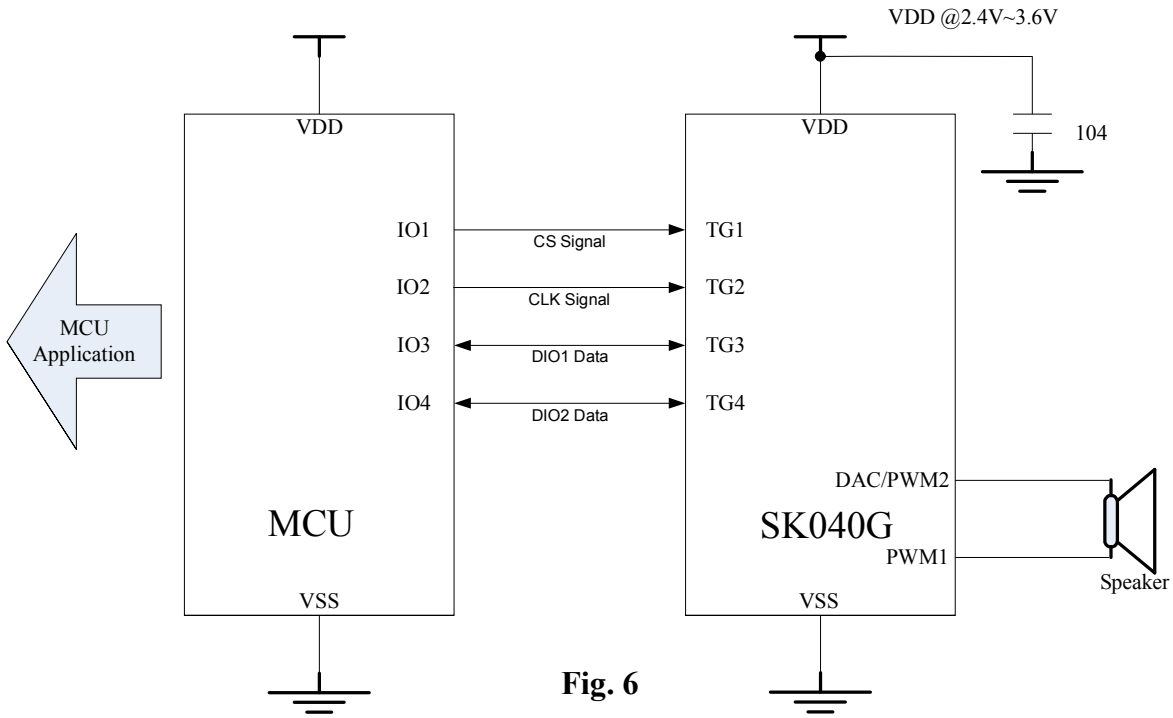 VDD @2.4V~3.6V
VDD
VDD
104
IO1
CS Signal
TG1
IO2
CLK Signal
TG2
MCU
Application
IO3
DIO1 Data
TG3
IO4
DIO2 Data
TG4
DAC/PWM2
MCU
SK040G
PWM1
Speaker
VSS
VSS
Fig. 6